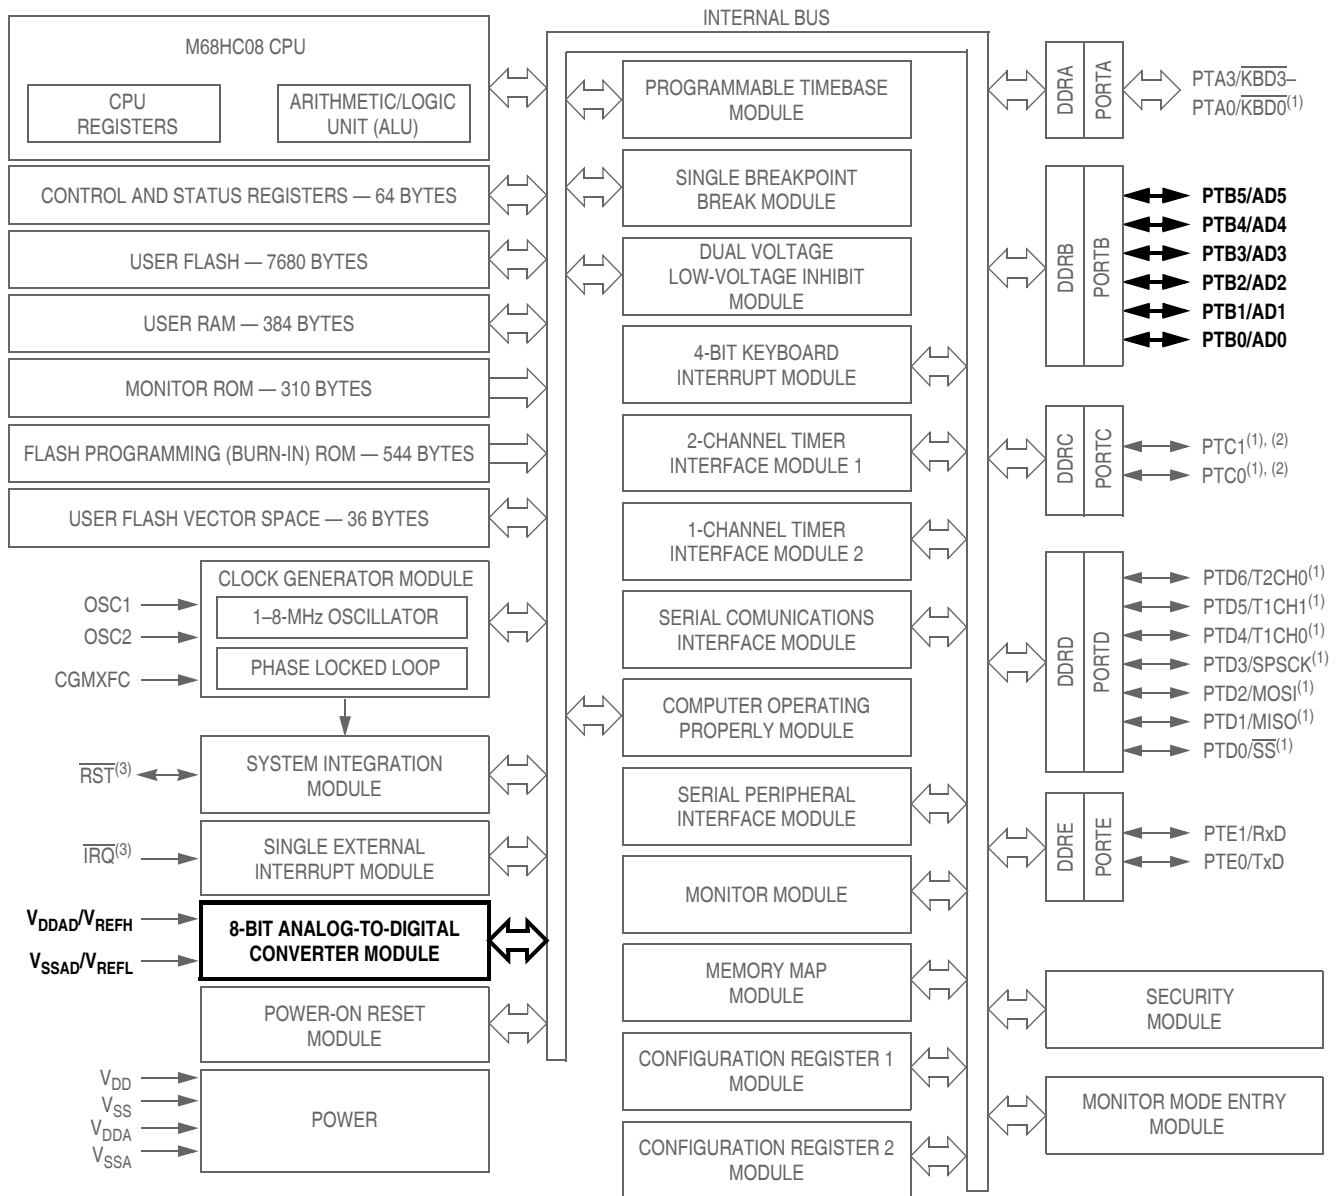 INTERNAL BUS
M68HC08 CPU
CPU
REGISTERS
ARITHMETIC/LOGIC
UNIT (ALU)
CONTROL AND STATUS REGISTERS — 64 BYTES
USER FLASH — 7680 BYTES
USER RAM — 384 BYTES
MONITOR ROM — 310 BYTES
FLASH PROGRAMMING (BURN-IN) ROM — 544 BYTES
USER FLASH VECTOR SPACE — 36 BYTES
CLOCK GENERATOR MODULE
1–8-MHz OSCILLATOR
PHASE LOCKED LOOP
OSC1
OSC2
CGMXFC
SYSTEM INTEGRATION
MODULE
RST(3)
SINGLE EXTERNAL
INTERRUPT MODULE
IRQ(3)
VDDAD/VREFH
VSSAD/VREFL
8-BIT ANALOG-TO-DIGITAL
CONVERTER MODULE
POWER-ON RESET
MODULE
VDD
VSS
VDDA
VSSA
POWER
PROGRAMMABLE TIMEBASE
MODULE
SINGLE BREAKPOINT
BREAK MODULE
DUAL VOLTAGE
LOW-VOLTAGE INHIBIT
MODULE
4-BIT KEYBOARD
INTERRUPT MODULE
2-CHANNEL TIMER
INTERFACE MODULE 1
1-CHANNEL TIMER
INTERFACE MODULE 2
SERIAL COMUNICATIONS
INTERFACE MODULE
COMPUTER OPERATING
PROPERLY MODULE
SERIAL PERIPHERAL
INTERFACE MODULE
MONITOR MODULE
MEMORY MAP
MODULE
CONFIGURATION REGISTER 1
MODULE
CONFIGURATION REGISTER 2
MODULE
DDRA
PORTA
PTA3/KBD3–
PTA0/KBD0(1)
DDRB
PORTB
PTB5/AD5
PTB4/AD4
PTB3/AD3
PTB2/AD2
PTB1/AD1
PTB0/AD0
DDRC
PORTC
PTC1(1), (2)
PTC0(1), (2)
DDRD
PORTD
PTD6/T2CH0(1)
PTD5/T1CH1(1)
PTD4/T1CH0(1)
PTD3/SPSCK(1)
PTD2/MOSI(1)
PTD1/MISO(1)
PTD0/SS(1)
DDRE
PORTE
PTE1/RxD
PTE0/TxD
SECURITY
MODULE
MONITOR MODE ENTRY
MODULE